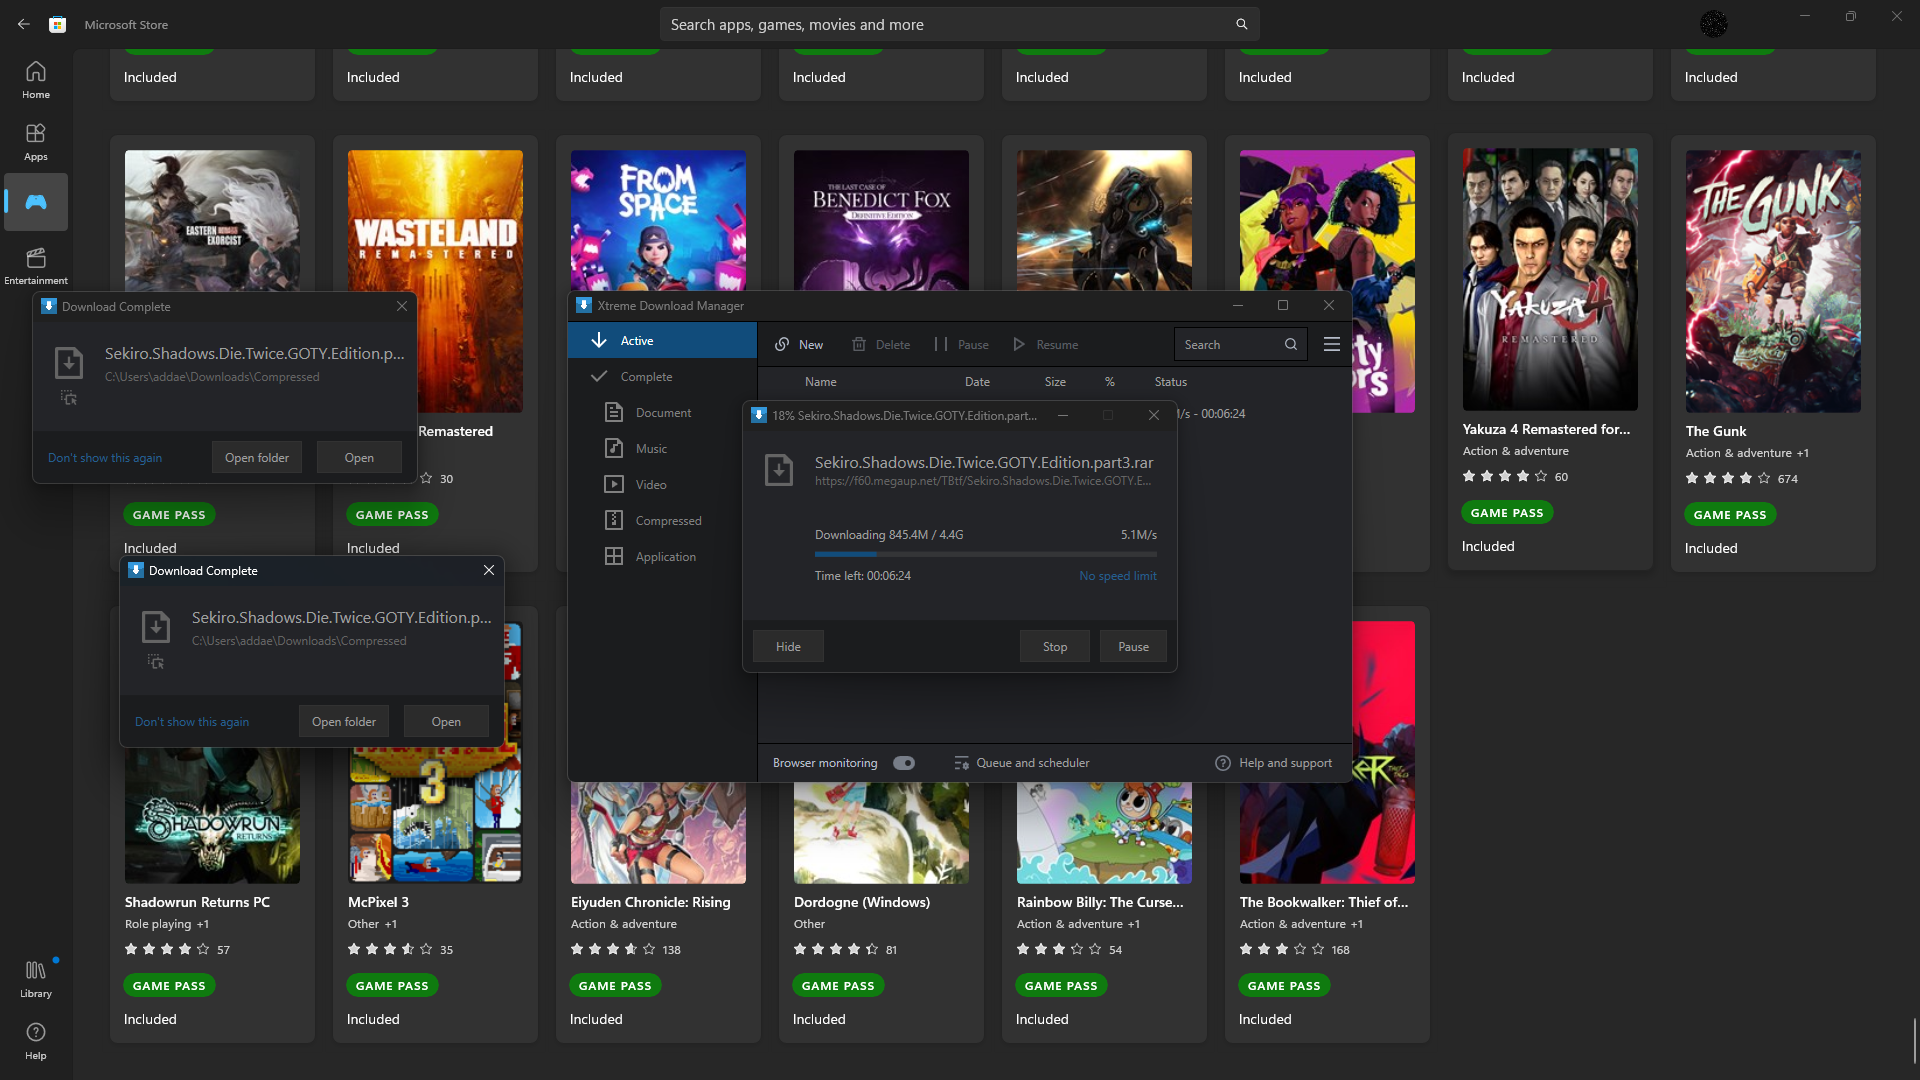 Microsoft Store
Search apps, games, movies and more
Home
Apps
Entertainment
Library
Help
Included
Included
Included
Included
Included
Included
Included
Included
EASTERN
EXORCIST
WASTELAND
REMASTERED
FROM
SPACE
THE LAST CASE OF
BENEDICT FOX
DEFINITIVE EDITION
YAKUZA 4
REMASTERED
THE GUNK
Remastered
30
GAME PASS
GAME PASS
Included
Included
Yakuza 4 Remastered for...
Action & adventure
60
GAME PASS
Included
The Gunk
Action & adventure +1
674
GAME PASS
Included
Download Complete
Sekiro.Shadows.Die.Twice.GOTY.Edition.p...
C:\Users\addae\Downloads\Compressed
Don't show this again
Open folder
Open
Download Complete
Sekiro.Shadows.Die.Twice.GOTY.Edition.p...
C:\Users\addae\Downloads\Compressed
Don't show this again
Open folder
Open
Xtreme Download Manager
Active
Complete
Document
Music
Video
Compressed
Application
New
Delete
Pause
Resume
Search
Name
Date
Size
%
Status
/s - 00:06:24
18% Sekiro.Shadows.Die.Twice.GOTY.Edition.part...
Sekiro.Shadows.Die.Twice.GOTY.Edition.part3.rar
https://f60.megaup.net/TBtf/Sekiro.Shadows.Die.Twice.GOTY.E...
Downloading 845.4M / 4.4G
5.1M/s
Time left: 00:06:24
No speed limit
Hide
Stop
Pause
Browser monitoring
Queue and scheduler
Help and support
SHADOWRUN
RETURNS
3
Shadowrun Returns PC
Role playing +1
57
GAME PASS
Included
McPixel 3
Other +1
35
GAME PASS
Included
Eiyuden Chronicle: Rising
Action & adventure
138
GAME PASS
Included
Dordogne (Windows)
Other
81
GAME PASS
Included
Rainbow Billy: The Curse...
Action & adventure +1
54
GAME PASS
Included
The Bookwalker: Thief of...
Action & adventure +1
168
GAME PASS
Included